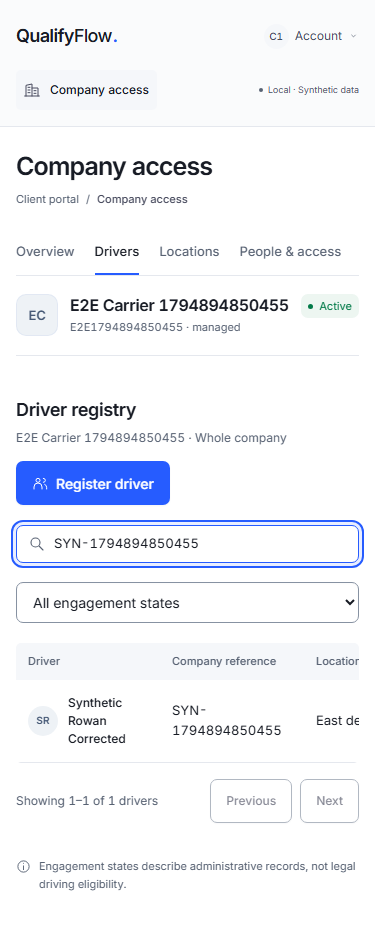 QualifyFlow.
C1 Account
Company access
Local · Synthetic data
Company access
Client portal / Company access
Overview Drivers Locations People & access
EC
E2E Carrier 1794894850455
Active
E2E1794894850455 · managed
Driver registry
E2E Carrier 1794894850455 · Whole company
Register driver
SYN-1794894850455
All engagement states
Driver Company reference Location
SR
Synthetic
Rowan
Corrected
SYN-
1794894850455
East de
Showing 1–1 of 1 drivers
Previous Next
Engagement states describe administrative records, not legal
driving eligibility.